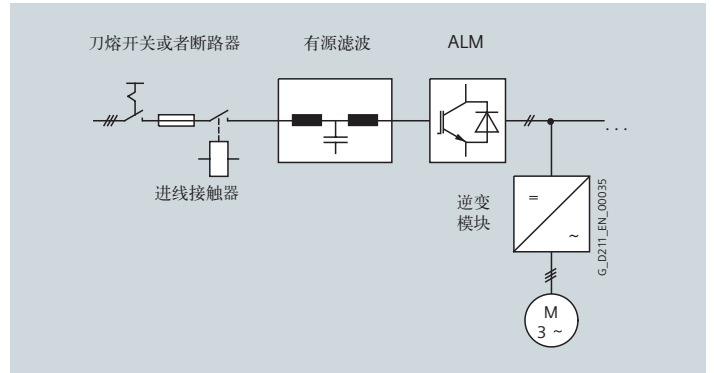 刀熔开关或者断路器
有源滤波
ALM
进线接触器
逆变
模块
=
~
G_D211_EN_00035
M
3 ~
...